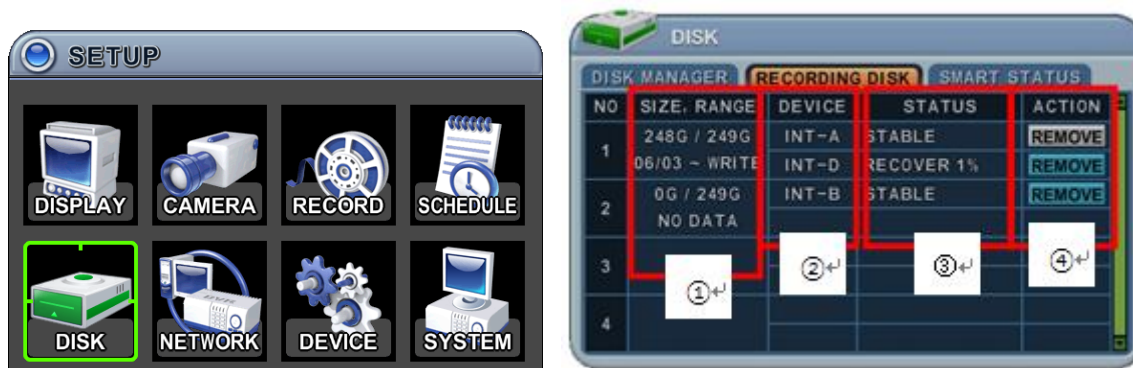 SETUP
DISPLAY CAMERA RECORD SCHEDULE
DISK NETWORK DEVICE SYSTEM
DISK
DISK MANAGER RECORDING DISK SMART STATUS
NO SIZE, RANGE DEVICE STATUS ACTION
1 248G / 249G INT-A STABLE REMOVE
06/03 ~ WRITE INT-D RECOVER 1% REMOVE
2 0G / 249G INT-B STABLE REMOVE
NO DATA
3
4
①↵ ②↵ ③↵ ④↵